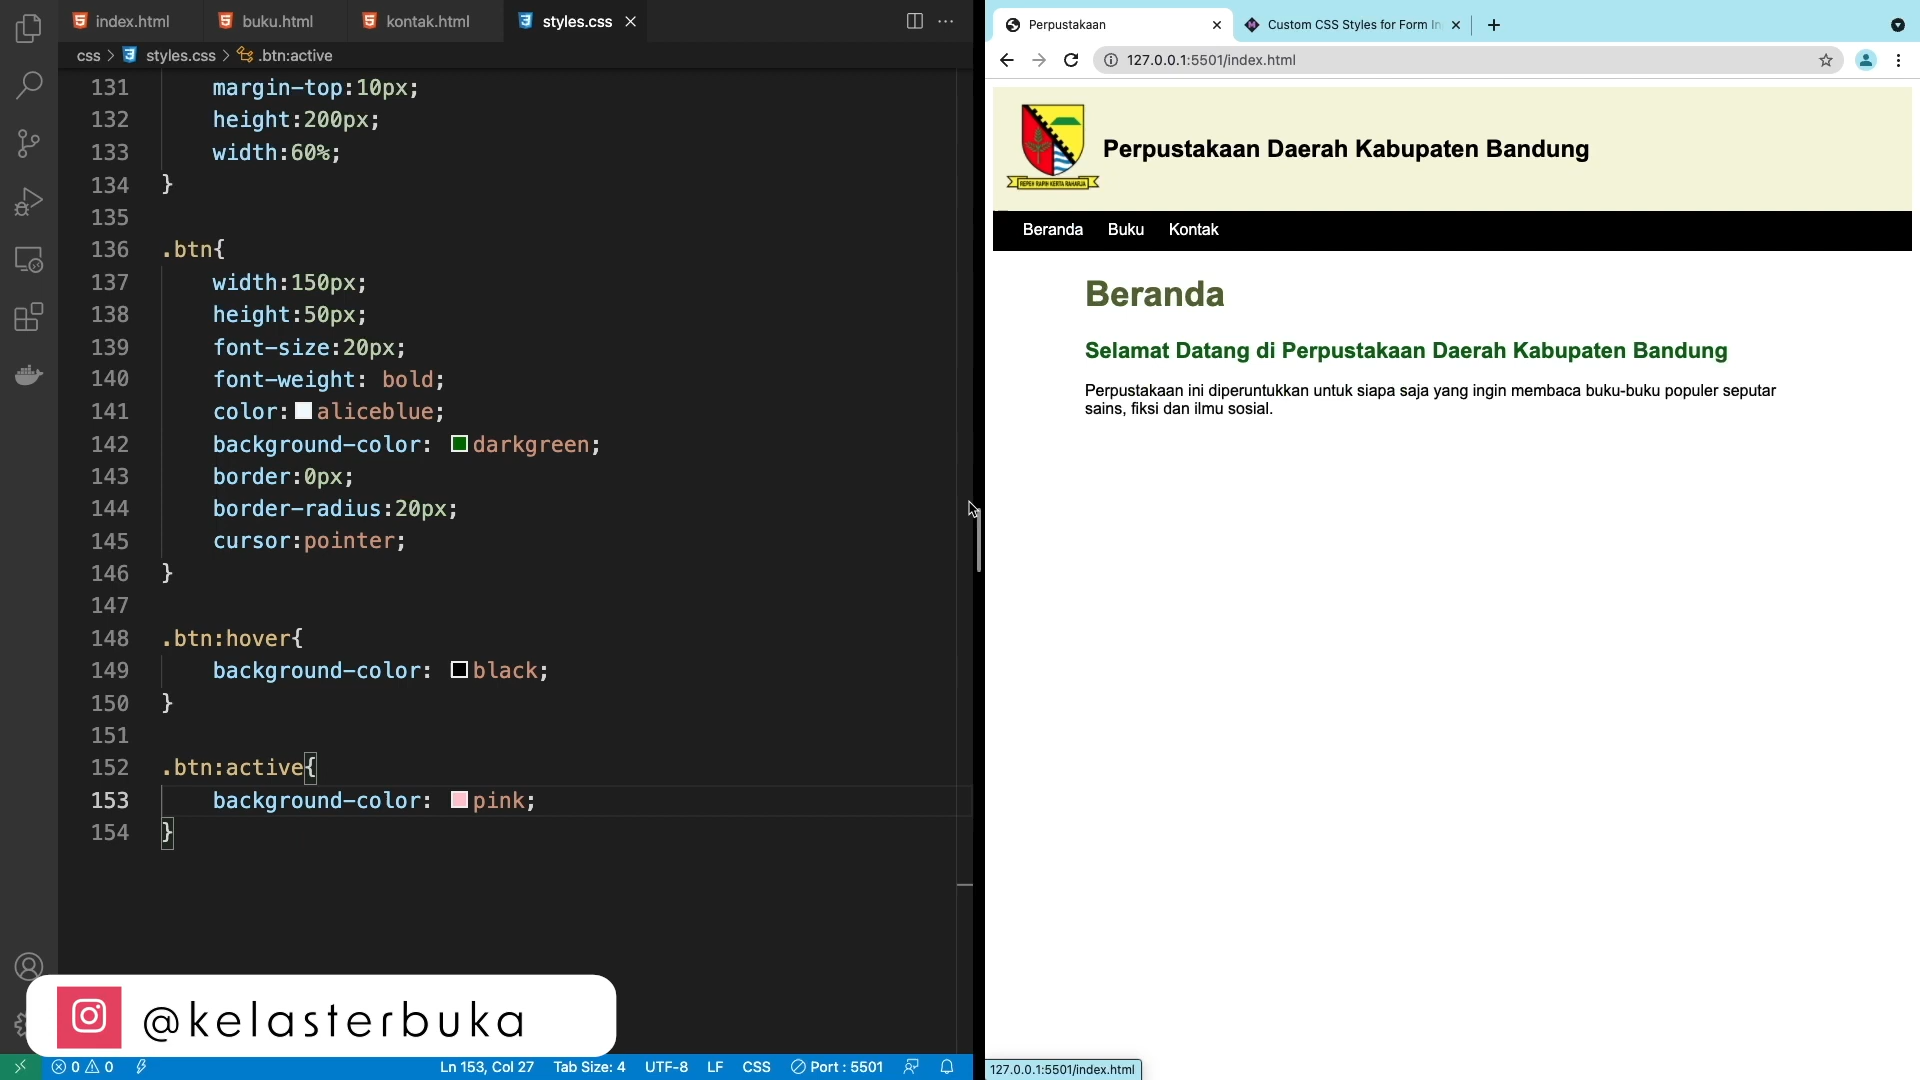 index.html
buku.html
kontak.html
styles.css
css > styles.css > .btn:active
131 margin-top:10px;
132 height:200px;
133 width:60%;
134 }
135
136 .btn{
137 width:150px;
138 height:50px;
139 font-size:20px;
140 font-weight: bold;
141 color: aliceblue;
142 background-color: darkgreen;
143 border:0px;
144 border-radius:20px;
145 cursor:pointer;
146 }
147
148 .btn:hover{
149 background-color: black;
150 }
151
152 .btn:active{
153 background-color: pink;
154 }
@kelasterbuka
0 0
Ln 153, Col 27 Tab Size: 4 UTF-8 LF CSS Port : 5501
Perpustakaan
Custom CSS Styles for Form
127.0.0.1:5501/index.html
REPEH RAPIH KERTA RAHARJA
Perpustakaan Daerah Kabupaten Bandung
Beranda Buku Kontak
Beranda
Selamat Datang di Perpustakaan Daerah Kabupaten Bandung
Perpustakaan ini diperuntukkan untuk siapa saja yang ingin membaca buku-buku populer seputar
sains, fiksi dan ilmu sosial.
127.0.0.1:5501/index.html